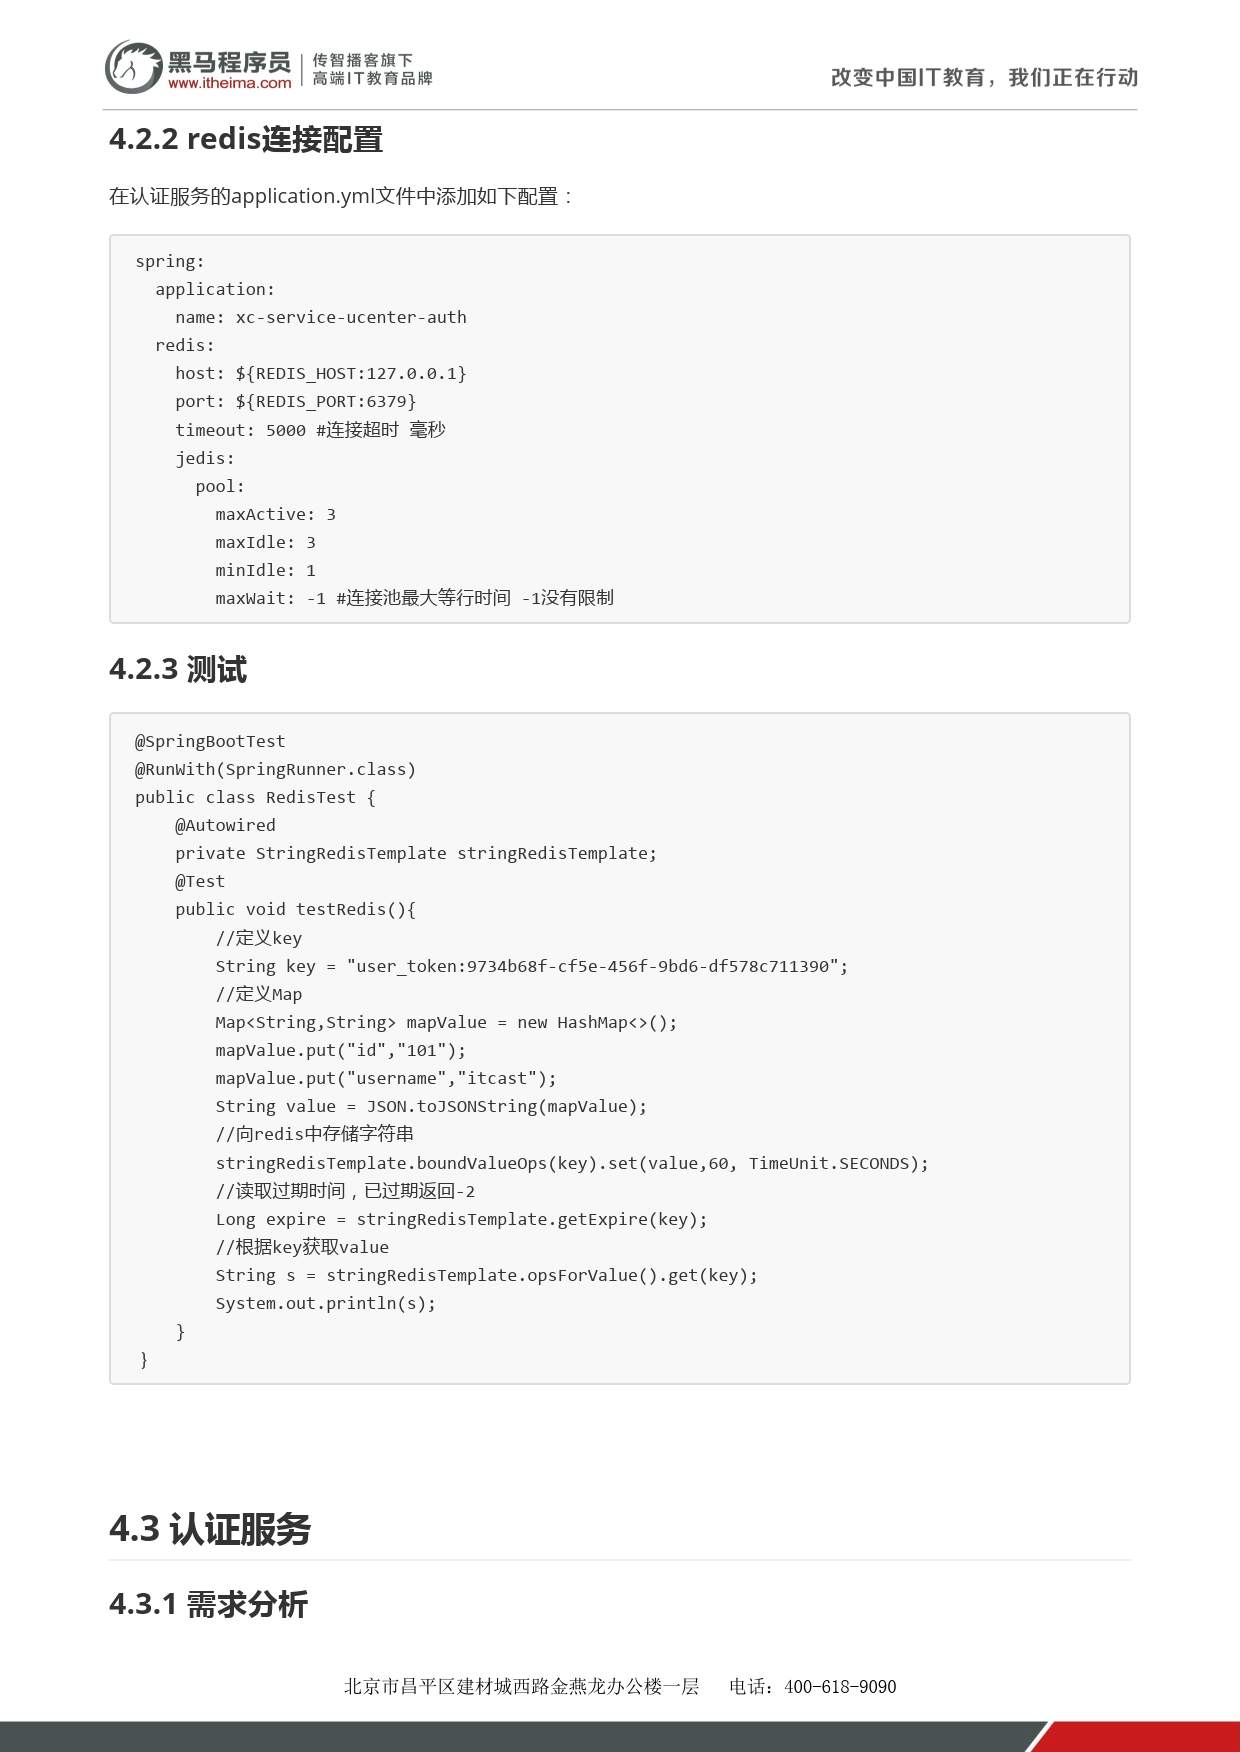 黑马程序员
www.itheima.com
传智播客旗下
高端IT教育品牌
改变中国IT教育，我们正在行动
4.2.2 redis连接配置
在认证服务的application.yml文件中添加如下配置：
spring:
  application:
    name: xc-service-ucenter-auth
  redis:
    host: ${REDIS_HOST:127.0.0.1}
    port: ${REDIS_PORT:6379}
    timeout: 5000 #连接超时 毫秒
    jedis:
      pool:
        maxActive: 3
        maxIdle: 3
        minIdle: 1
        maxWait: -1 #连接池最大等行时间 -1没有限制
4.2.3 测试
@SpringBootTest
@RunWith(SpringRunner.class)
public class RedisTest {
    @Autowired
    private StringRedisTemplate stringRedisTemplate;
    @Test
    public void testRedis(){
        //定义key
        String key = "user_token:9734b68f-cf5e-456f-9bd6-df578c711390";
        //定义Map
        Map<String,String> mapValue = new HashMap<>();
        mapValue.put("id","101");
        mapValue.put("username","itcast");
        String value = JSON.toJSONString(mapValue);
        //向redis中存储字符串
        stringRedisTemplate.boundValueOps(key).set(value,60, TimeUnit.SECONDS);
        //读取过期时间，已过期返回-2
        Long expire = stringRedisTemplate.getExpire(key);
        //根据key获取value
        String s = stringRedisTemplate.opsForValue().get(key);
        System.out.println(s);
    }
}
4.3 认证服务
4.3.1 需求分析
北京市昌平区建材城西路金燕龙办公楼一层 电话：400-618-9090